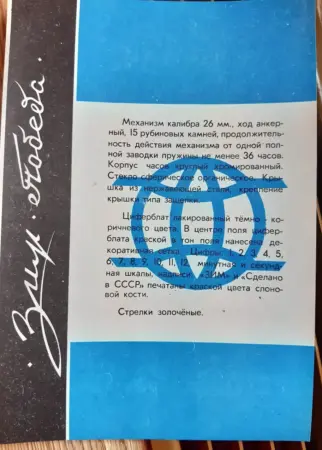 Зим · Победа ·
Механизм калибра 26 мм., ход анкер-
ный, 15 рубиновых камней, продолжитель-
ность действия механизма от одной пол-
ной заводки пружины не менее 36 часов.
Корпус часов круглый хромированный.
Стекло сферическое органическое. Кры-
шка из нержавеющей стали, крепление
крышки типа защелки.
Циферблат лакированный тёмно - ко-
ричневого цвета. В центре поля цифер-
блата краской в тон поля нанесена де-
коративная сетка. Цифры: 1, 2, 3, 4, 5,
6, 7, 8, 9, 10, 11, 12, минутная и секунд-
ная шкалы, надписи «ЗИМ» и «Сделано
в СССР» печатаны краской цвета слоно-
вой кости.
Стрелки золочёные.